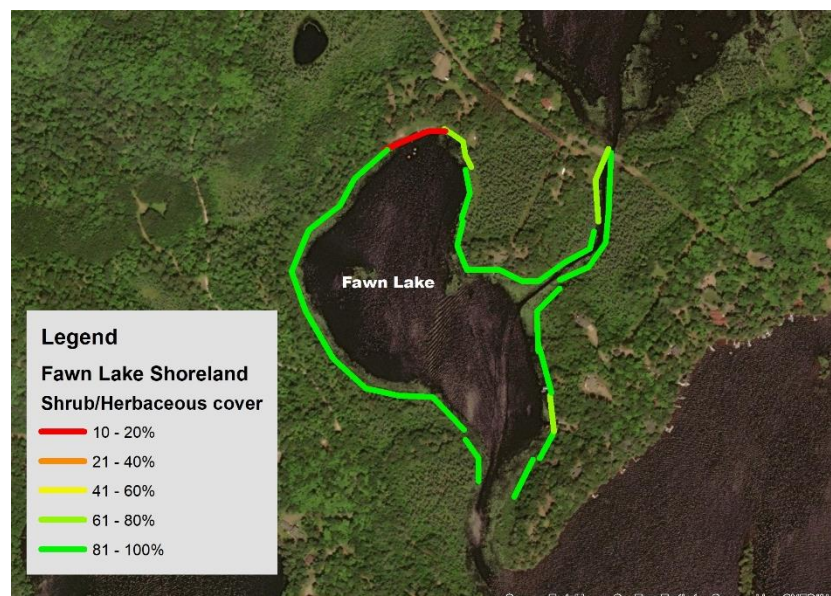 Fawn Lake
Legend
Fawn Lake Shoreland
Shrub/Herbaceous cover
10 - 20%
21 - 40%
41 - 60%
61 - 80%
81 - 100%